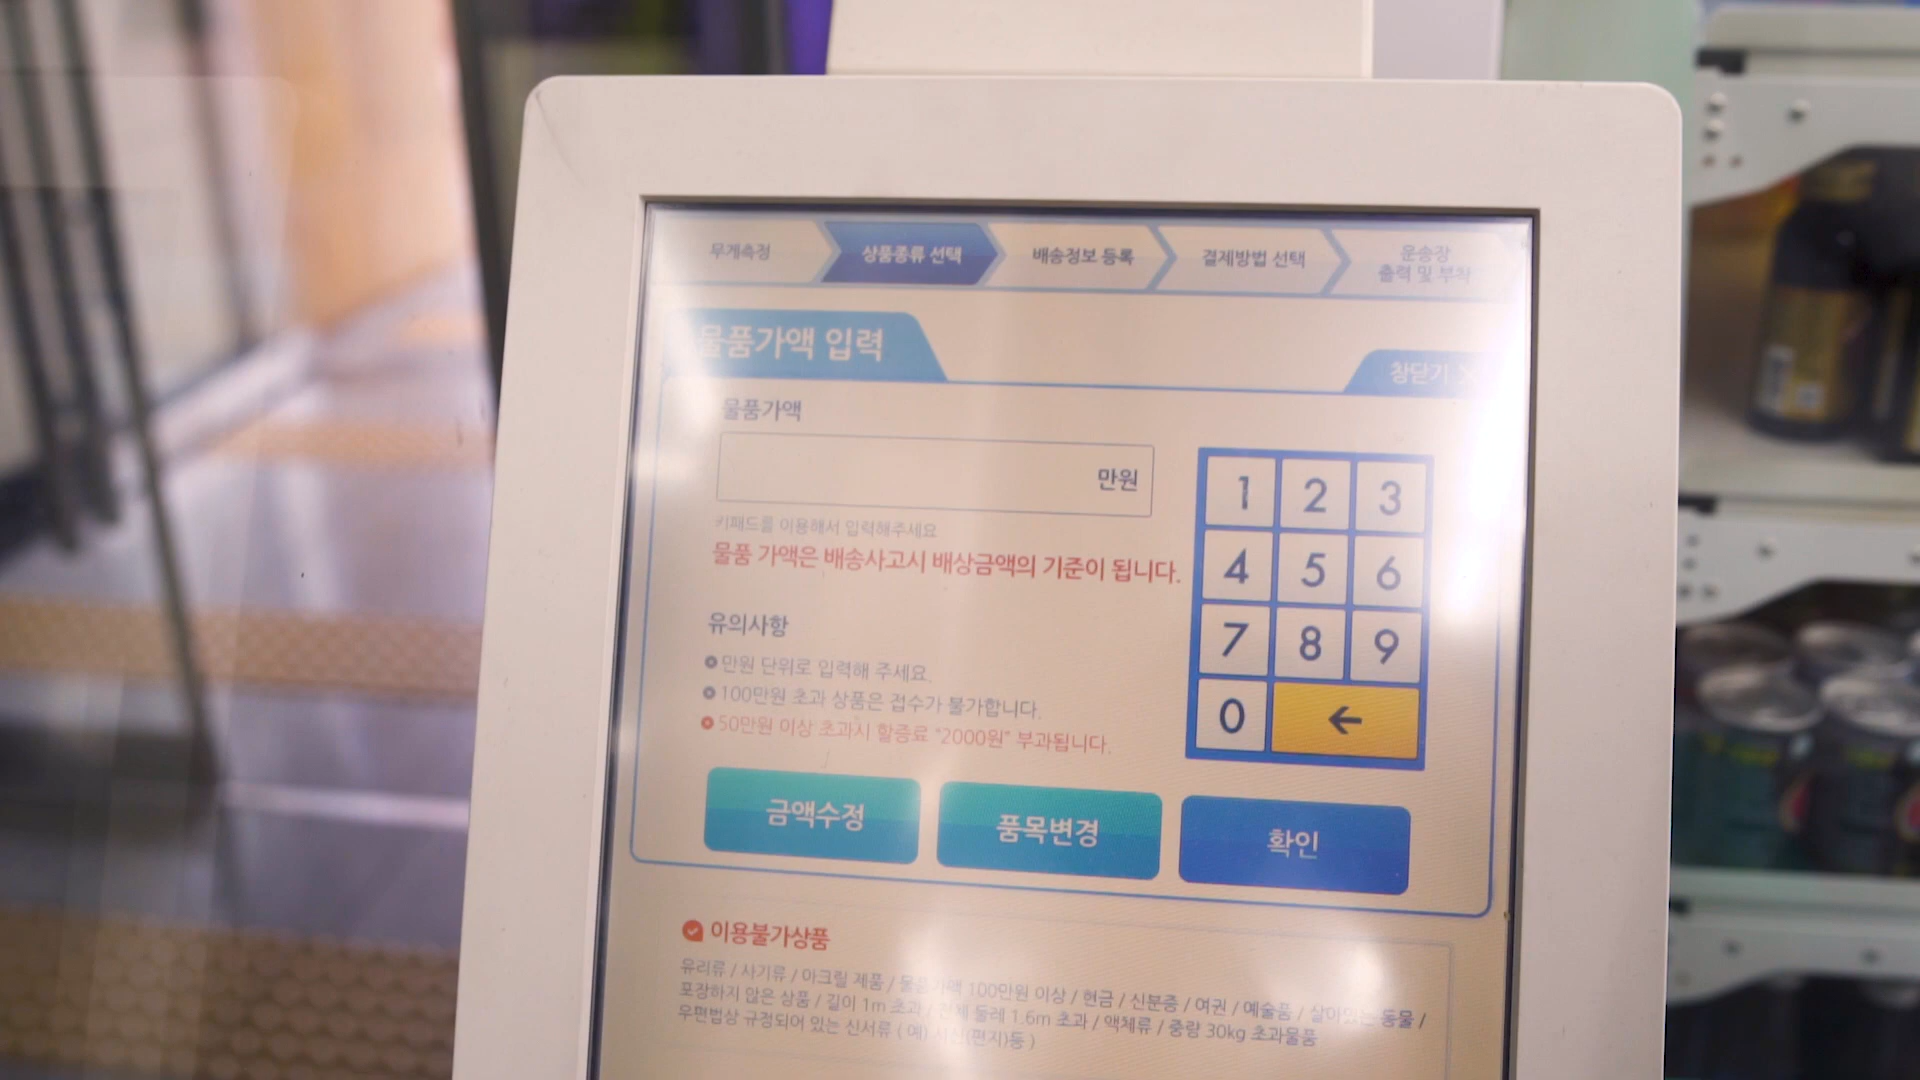 무게측정
상품종류 선택
배송정보 등록
결제방법 선택
운송장
출력 및 부착
물품가액 입력
창닫기 X
물품가액
만원
키패드를 이용해서 입력해주세요
물품 가액은 배송사고시 배상금액의 기준이 됩니다.
유의사항
만원 단위로 입력해 주세요.
100만원 초과 상품은 접수가 불가합니다.
50만원 이상 초과시 할증료 "2000원" 부과됩니다.
1 2 3
4 5 6
7 8 9
0 ←
금액수정
품목변경
확인
이용불가상품
유리류 / 사기류 / 아크릴 제품 / 물품가액 100만원 이상 / 현금 / 신분증 / 여권 / 예술품 / 살아있는 동물 /
포장하지 않은 상품 / 길이 1m 초과 / 전체 둘레 1.6m 초과 / 액체류 / 중량 30kg 초과물품
우편법상 규정되어 있는 신서류 ( 예) 서신(편지)등 )